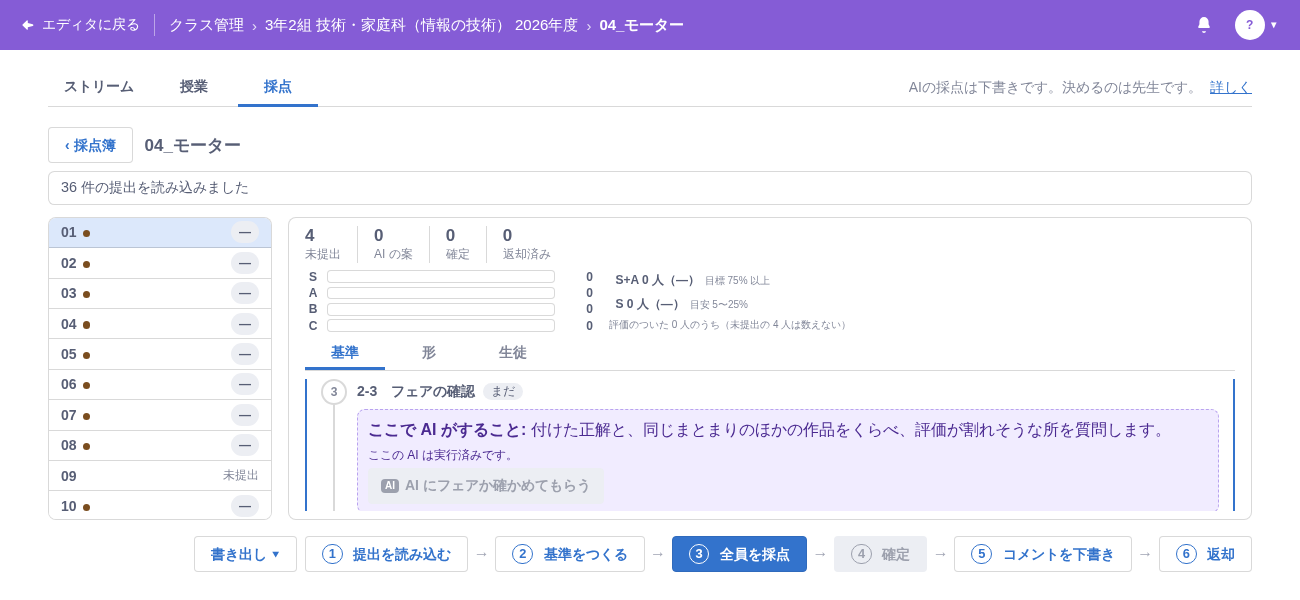 エディタに戻る クラス管理 › 3年2組 技術・家庭科（情報の技術） 2026年度 › 04_モーター ? ▾
ストリーム 授業 採点 AIの採点は下書きです。決めるのは先生です。 詳しく
‹ 採点簿 04_モーター
36 件の提出を読み込みました
01 —
02 —
03 —
04 —
05 —
06 —
07 —
08 —
09 未提出
10 —
4 0 0 0
未提出 AI の案 確定 返却済み
S 0
A 0
B 0
C 0
S+A 0 人（—） 目標 75% 以上
S 0 人（—） 目安 5〜25%
評価のついた 0 人のうち（未提出の 4 人は数えない）
基準 形 生徒
3 2-3 フェアの確認 まだ
ここで AI がすること: 付けた正解と、同じまとまりのほかの作品をくらべ、評価が割れそうな所を質問します。
ここの AI は実行済みです。
AI AI にフェアか確かめてもらう
書き出し ▾ 1 提出を読み込む → 2 基準をつくる → 3 全員を採点 → 4 確定 → 5 コメントを下書き → 6 返却